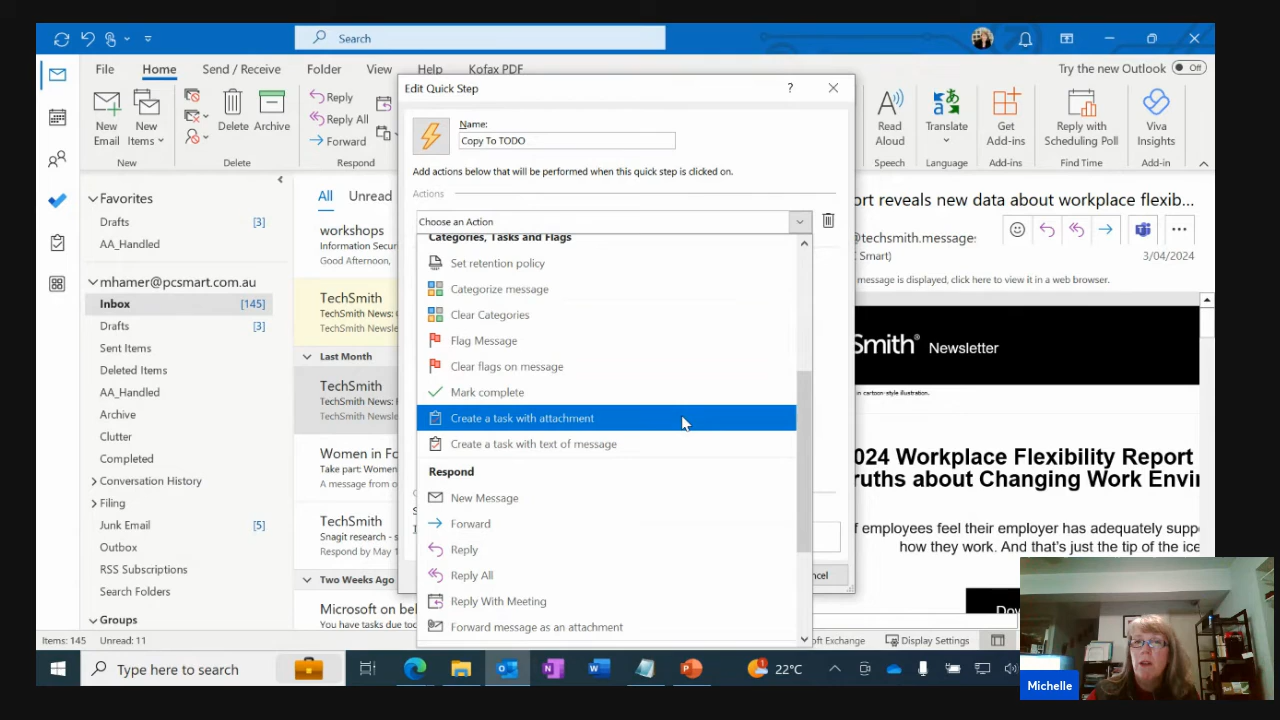 Search
File Home Send / Receive Folder View Help Kofax PDF
Try the new Outlook Off
New Email
New Items
Delete
Archive
Reply
Reply All
Forward
Read Aloud
Translate
Get Add-ins
Reply with Scheduling Poll
Viva Insights
New
Delete
Respond
Speech
Language
Add-ins
Find Time
Add-in
Favorites
Drafts [3]
AA_Handled
mhamer@pcsmart.com.au
Inbox [145]
Drafts [3]
Sent Items
Deleted Items
AA_Handled
Archive
Clutter
Completed
Conversation History
Filing
Junk Email [5]
Outbox
RSS Subscriptions
Search Folders
Groups
All Unread
workshops
Information Secur
Good Afternoon,
TechSmith
TechSmith News:
TechSmith Newsle
Last Month
TechSmith
TechSmith News:
TechSmith Newsle
Women in Fo
Take part: Women
A message from o
TechSmith
Snagit research - s
Respond by May 1
Two Weeks Ago
Microsoft on bel
You have tasks due to
Edit Quick Step
?
Name:
Copy To TODO
Add actions below that will be performed when this quick step is clicked on.
Actions
Choose an Action
Categories, Tasks and Flags
Set retention policy
Categorize message
Clear Categories
Flag Message
Clear flags on message
Mark complete
Create a task with attachment
Create a task with text of message
Respond
New Message
Forward
Reply
Reply All
Reply With Meeting
Forward message as an attachment
ncel
ort reveals new data about workplace flexib...
@techsmith.message:
Smart)
3/04/2024
message is displayed, click here to view it in a web browser.
Smith® Newsletter
in cartoon-style illustration.
024 Workplace Flexibility Report
ruths about Changing Work Envir
f employees feel their employer has adequately supp
how they work. And that's just the tip of the ice
Dow
Items: 145 Unread: 11
oft Exchange
Display Settings
Type here to search
22°C
Michelle